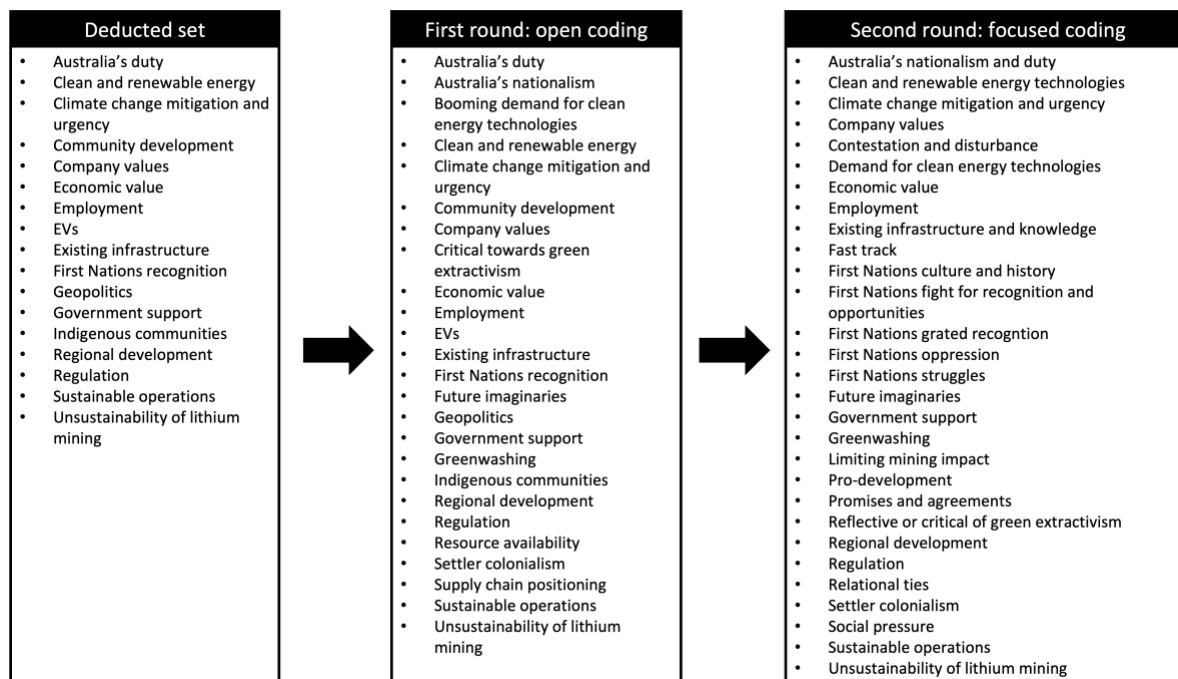 Deducted set
• Australia's duty
• Clean and renewable energy
• Climate change mitigation and
urgency
• Community development
• Company values
• Economic value
• Employment
• EVs
• Existing infrastructure
• First Nations recognition
• Geopolitics
• Government support
• Indigenous communities
• Regional development
• Regulation
• Sustainable operations
• Unsustainability of lithium
mining
First round: open coding
• Australia's duty
• Australia's nationalism
• Booming demand for clean
energy technologies
• Clean and renewable energy
• Climate change mitigation and
urgency
• Community development
• Company values
• Critical towards green
extractivism
• Economic value
• Employment
• EVs
• Existing infrastructure
• First Nations recognition
• Future imaginaries
• Geopolitics
• Government support
• Greenwashing
• Indigenous communities
• Regional development
• Regulation
• Resource availability
• Settler colonialism
• Supply chain positioning
• Sustainable operations
• Unsustainability of lithium
mining
Second round: focused coding
• Australia's nationalism and duty
• Clean and renewable energy technologies
• Climate change mitigation and urgency
• Company values
• Contestation and disturbance
• Demand for clean energy technologies
• Economic value
• Employment
• Existing infrastructure and knowledge
• Fast track
• First Nations culture and history
• First Nations fight for recognition and
opportunities
• First Nations grated recogntion
• First Nations oppression
• First Nations struggles
• Future imaginaries
• Government support
• Greenwashing
• Limiting mining impact
• Pro-development
• Promises and agreements
• Reflective or critical of green extractivism
• Regional development
• Regulation
• Relational ties
• Settler colonialism
• Social pressure
• Sustainable operations
• Unsustainability of lithium mining